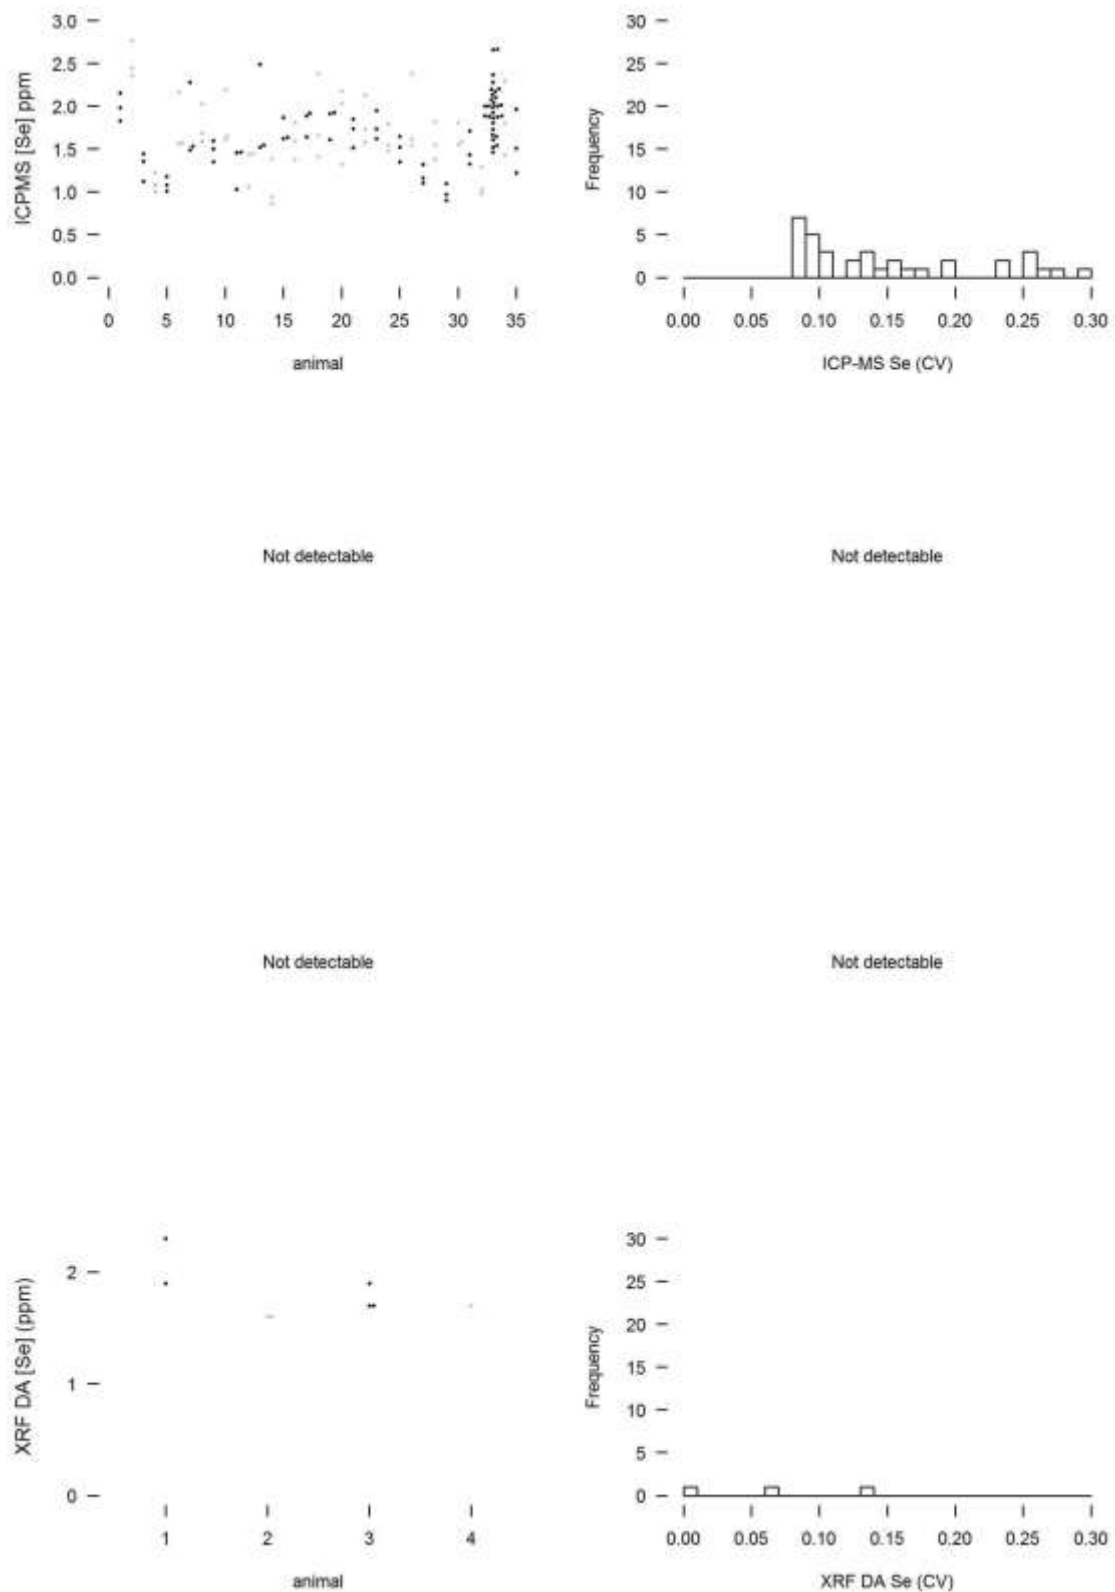 3.0
2.5
2.0
1.5
1.0
0.5
0.0
ICPMS [Se] ppm
0 5 10 15 20 25 30 35
animal
30
25
20
15
10
5
0
Frequency
0.00 0.05 0.10 0.15 0.20 0.25 0.30
ICP-MS Se (CV)
Not detectable
Not detectable
Not detectable
Not detectable
2
1
0
XRF DA [Se] (ppm)
1 2 3 4
animal
30
25
20
15
10
5
0
Frequency
0.00 0.05 0.10 0.15 0.20 0.25 0.30
XRF DA Se (CV)